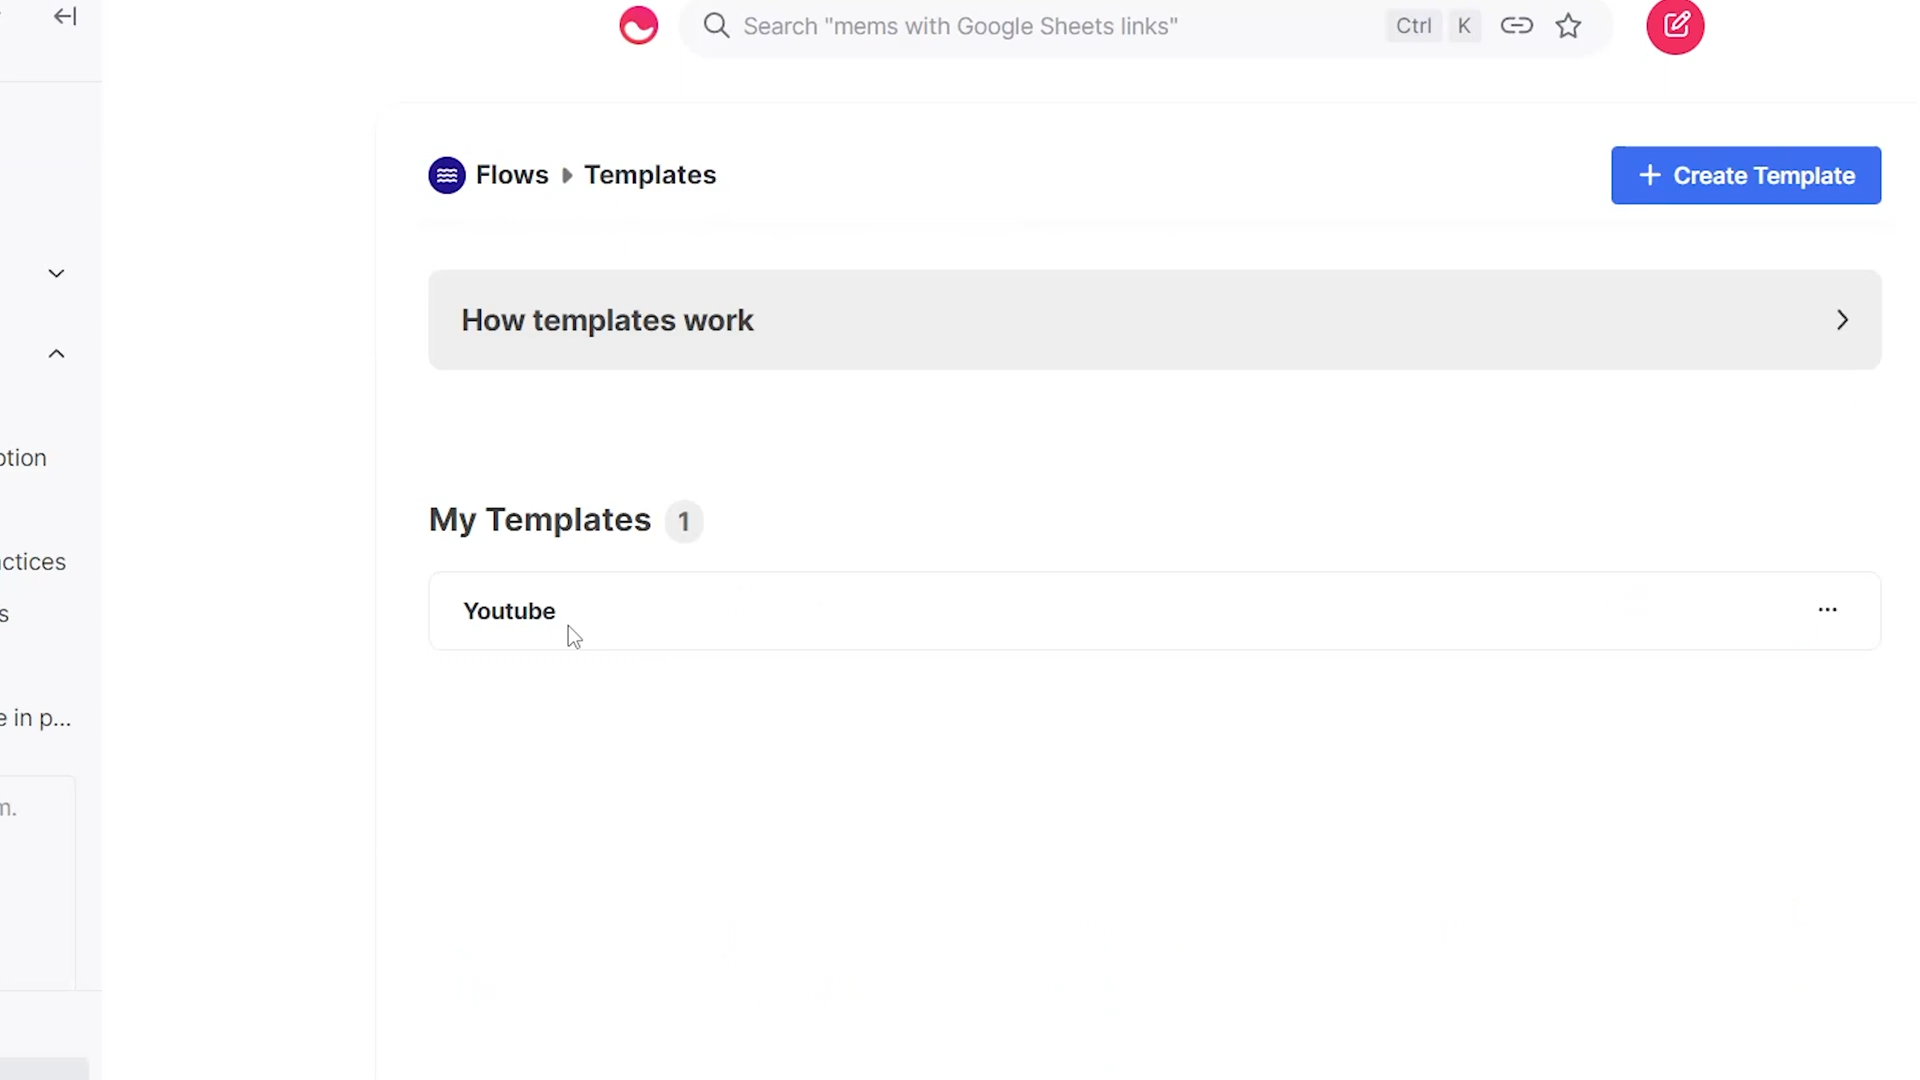 Search "mems with Google Sheets links"
Ctrl K
Flows Templates
+ Create Template
How templates work
ption
My Templates 1
ctices
s
Youtube
e in p...
m.